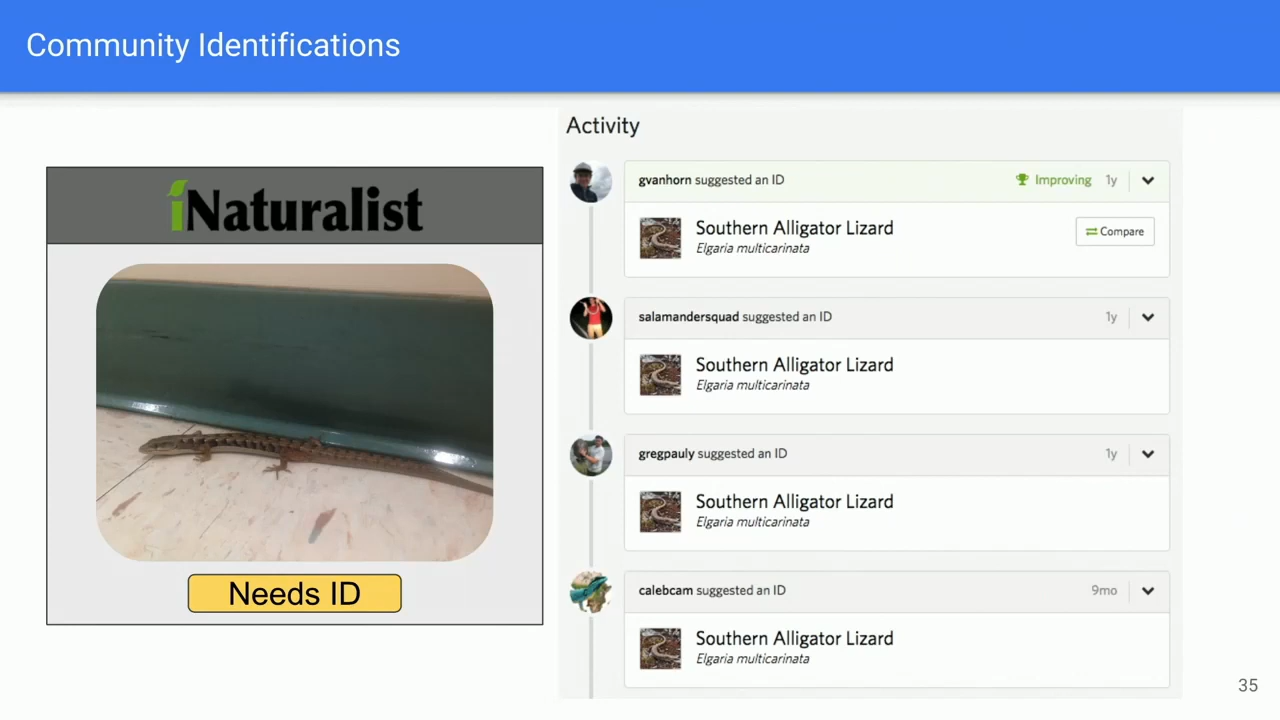 Community Identifications
iNaturalist
Needs ID
Activity
gvanhorn suggested an ID
Improving 1y
Southern Alligator Lizard
Compare
Elgaria multicarinata
salamandersquad suggested an ID
1y
Southern Alligator Lizard
Elgaria multicarinata
gregpauly suggested an ID
1y
Southern Alligator Lizard
Elgaria multicarinata
calebcam suggested an ID
9mo
Southern Alligator Lizard
Elgaria multicarinata
35